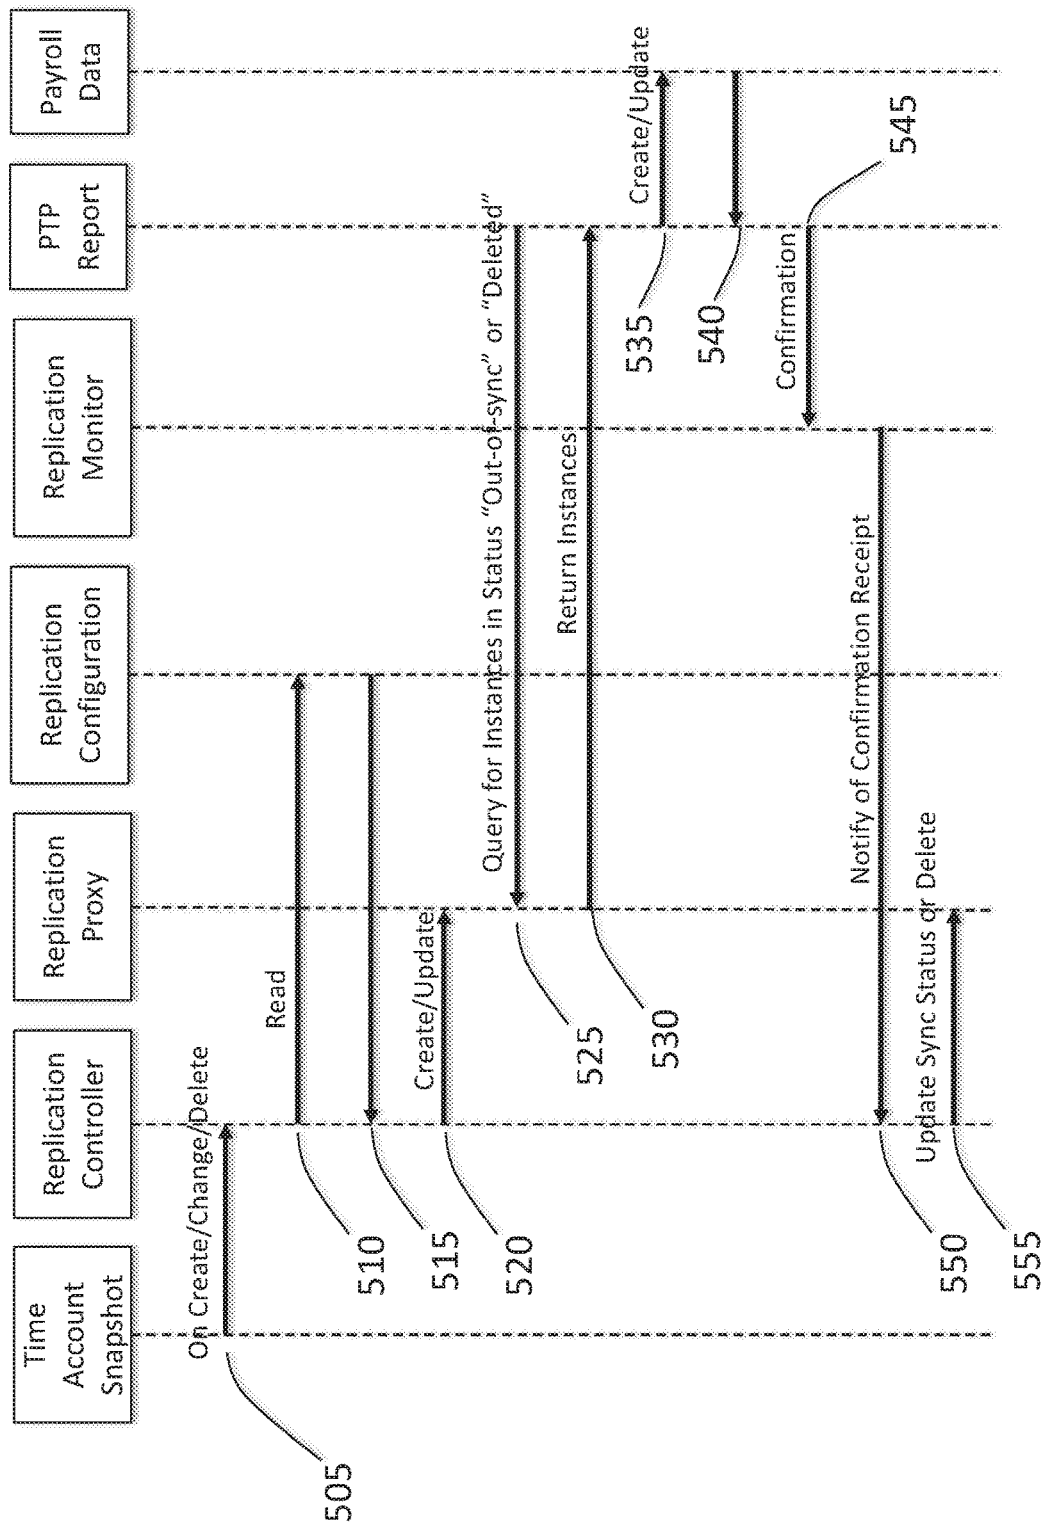 Time
Account
Snapshot
Replication
Controller
Replication
Proxy
Replication
Configuration
Replication
Monitor
PTP
Report
Payroll
Data
On Create/Change/Delete
505
Read
510
515
Create/Update
520
Query for Instances in Status “Out-of-sync” or “Deleted”
525
Return Instances
530
Create/Update
535
540
Confirmation
545
Notify of Confirmation Receipt
550
Update Sync Status or Delete
555